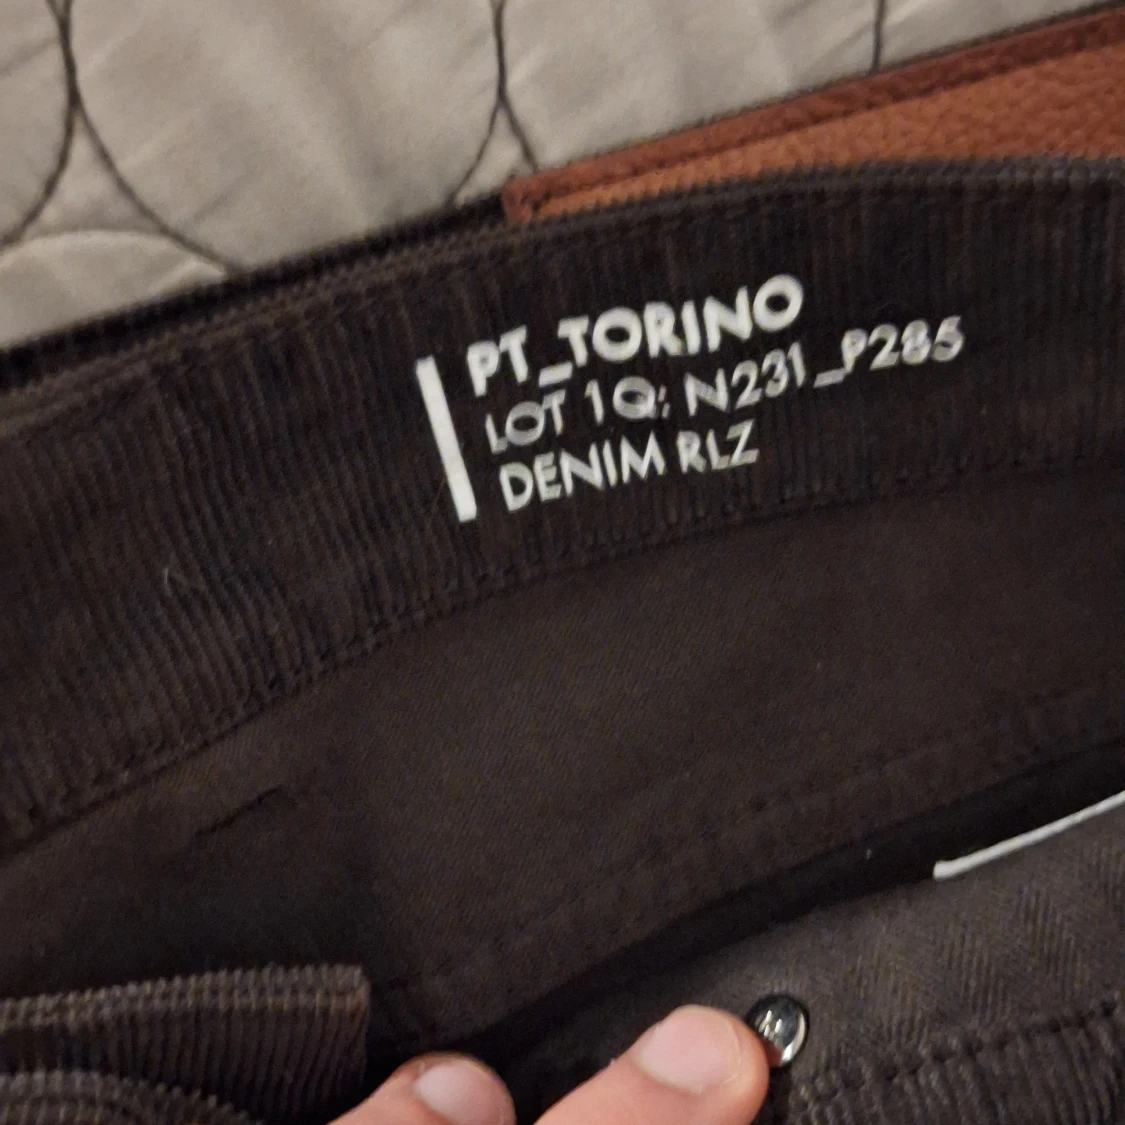 PT_TORINO
LOT 1Q: N231_P285
DENIM RLZ